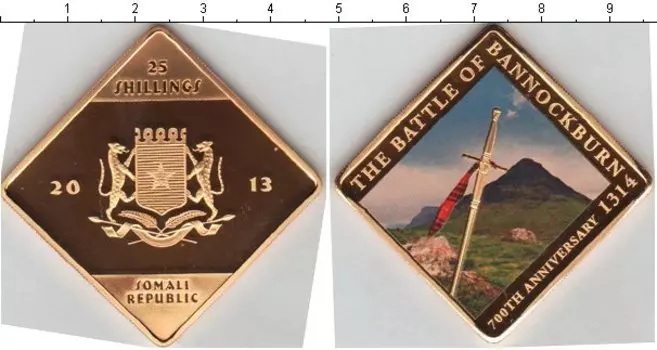 1 2 3 4 5 6 7 8 9
25
SHILLINGS
20 13
SOMALI
REPUBLIC
THE BATTLE OF
BANNOCKBURN
1314
700TH ANNIVERSARY